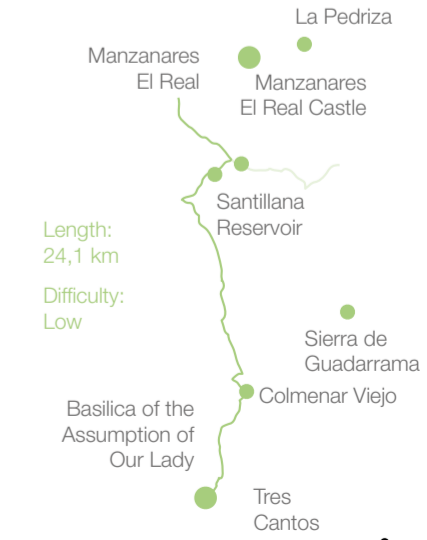 La Pedriza
Manzanares
El Real
Manzanares
El Real Castle
Santillana
Reservoir
Length:
24,1 km
Difficulty:
Low
Sierra de
Guadarrama
Colmenar Viejo
Basilica of the
Assumption of
Our Lady
Tres
Cantos